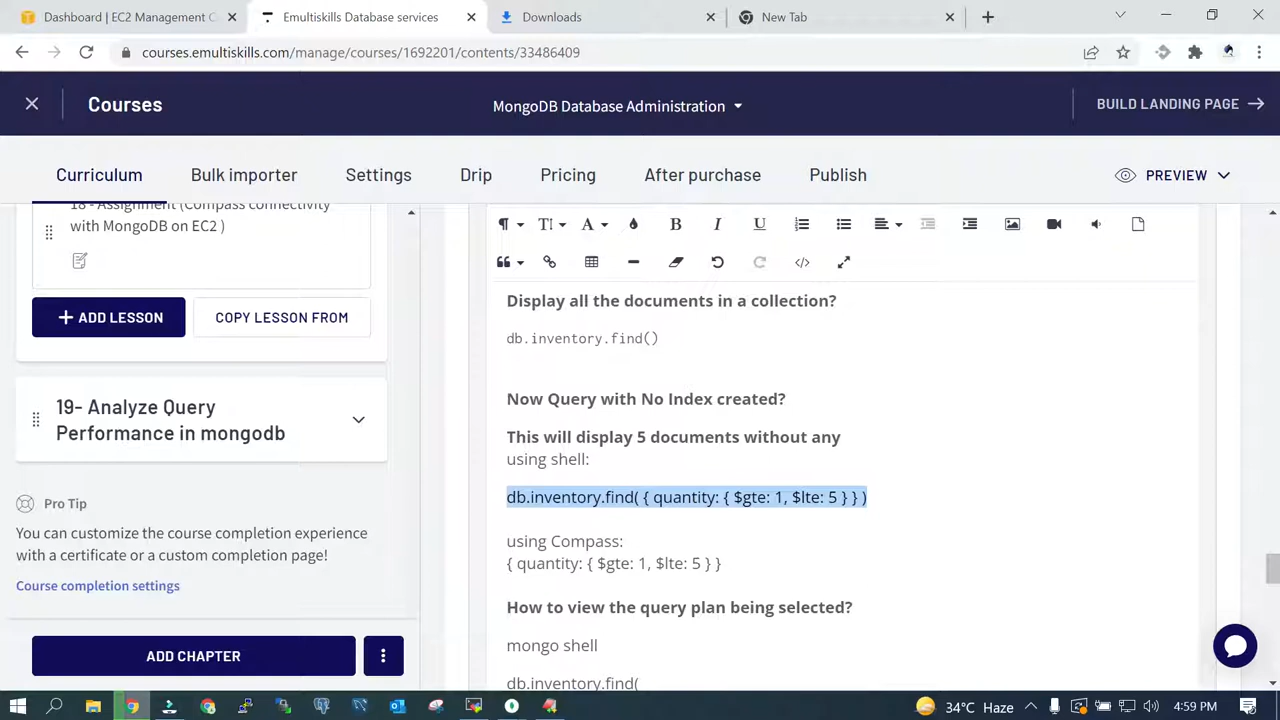 Dashboard | EC2 Management C
Emultiskills Database services
Downloads
New Tab
courses.emultiskills.com/manage/courses/1692201/contents/33486409
Courses
MongoDB Database Administration
BUILD LANDING PAGE
Curriculum
Bulk importer
Settings
Drip
Pricing
After purchase
Publish
PREVIEW
18 - Assignment (Compass connectivity
with MongoDB on EC2 )
ADD LESSON
COPY LESSON FROM
19- Analyze Query
Performance in mongodb
Pro Tip
You can customize the course completion experience
with a certificate or a custom completion page!
Course completion settings
ADD CHAPTER
Display all the documents in a collection?
db.inventory.find()
Now Query with No Index created?
This will display 5 documents without any
using shell:
db.inventory.find( { quantity: { $gte: 1, $lte: 5 } } )
using Compass:
{ quantity: { $gte: 1, $lte: 5 } }
How to view the query plan being selected?
mongo shell
db.inventory.find(
34°C Haze
4:59 PM